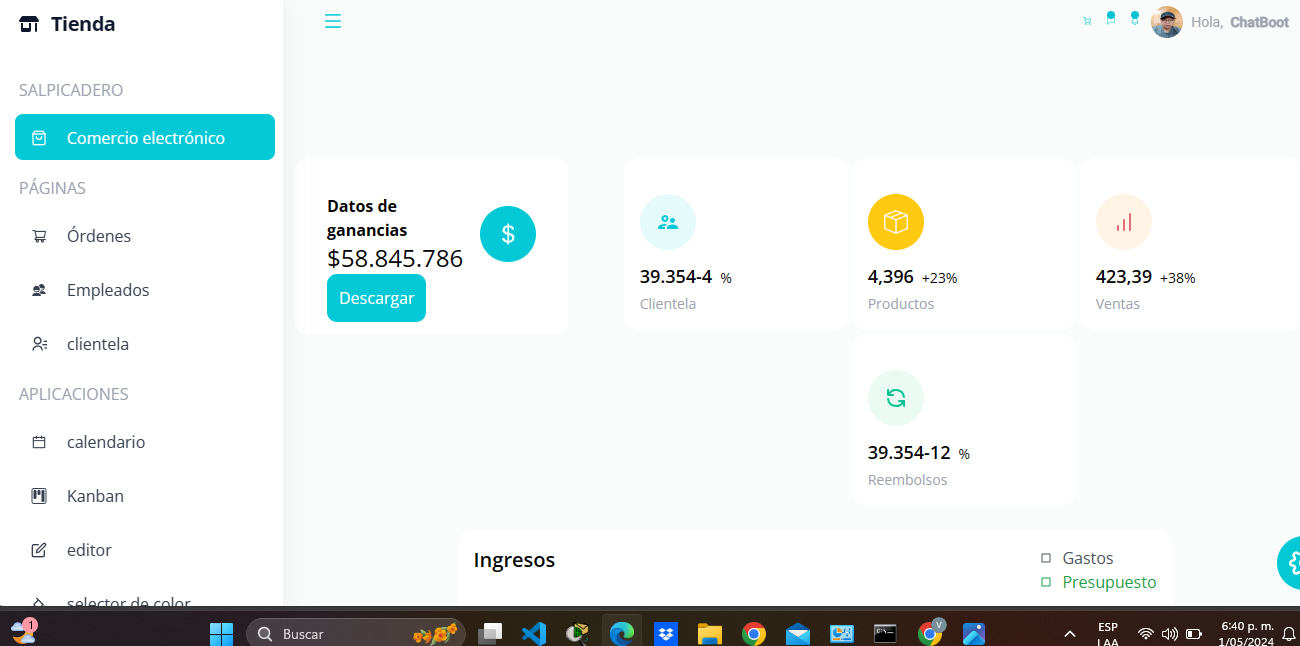 Tienda
Hola, ChatBoot
SALPICADERO
Comercio electrónico
PÁGINAS
Órdenes
Empleados
clientela
APLICACIONES
calendario
Kanban
editor
selector de color
Datos de
ganancias
$58.845.786
Descargar
$
39.354-4 %
Clientela
4,396 +23%
Productos
423,39 +38%
Ventas
39.354-12 %
Reembolsos
Ingresos
Gastos
Presupuesto
1
Buscar
V
ESP
LAA
6:40 p. m.
1/05/2024